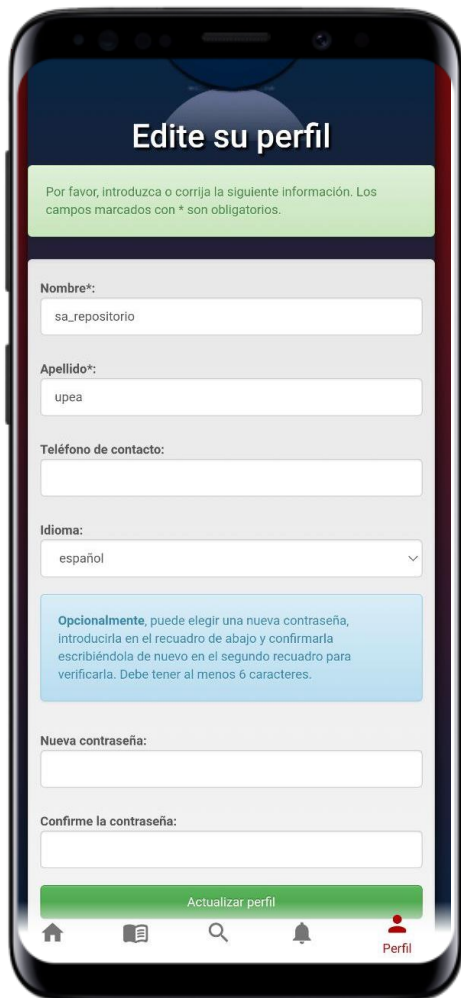 Edite su perfil
Por favor, introduzca o corrija la siguiente información. Los
campos marcados con * son obligatorios.
Nombre*:
sa_repositorio
Apellido*:
upea
Teléfono de contacto:
Idioma:
español
Opcionalmente, puede elegir una nueva contraseña,
introducirla en el recuadro de abajo y confirmarla
escribiéndola de nuevo en el segundo recuadro para
verificarla. Debe tener al menos 6 caracteres.
Nueva contraseña:
Confirme la contraseña:
Actualizar perfil
Perfil